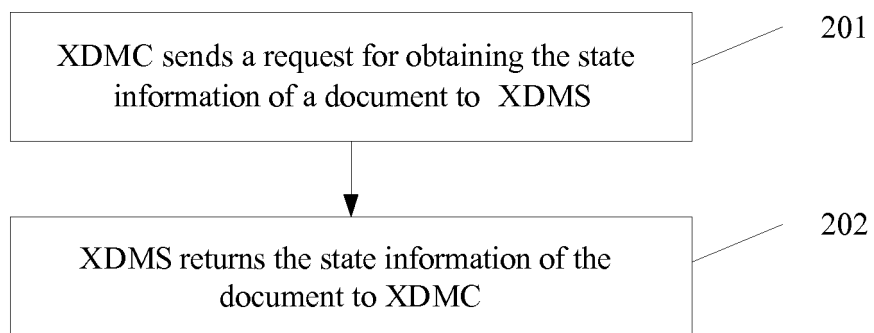 201
XDMC sends a request for obtaining the state
information of a document to XDMS
202
XDMS returns the state information of the
document to XDMC